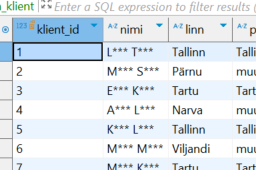 _klient Enter a SQL expression to filter results (
klient_id nimi linn p
1 L*** T*** Tallinn Talli
2 M*** S*** Pärnu muu
3 E*** K*** Tartu Tart
4 A*** L*** Narva muu
5 K*** L*** Tallinn Talli
6 M*** M*** Viljandi muu
7 M*** K*** Tartu Tart